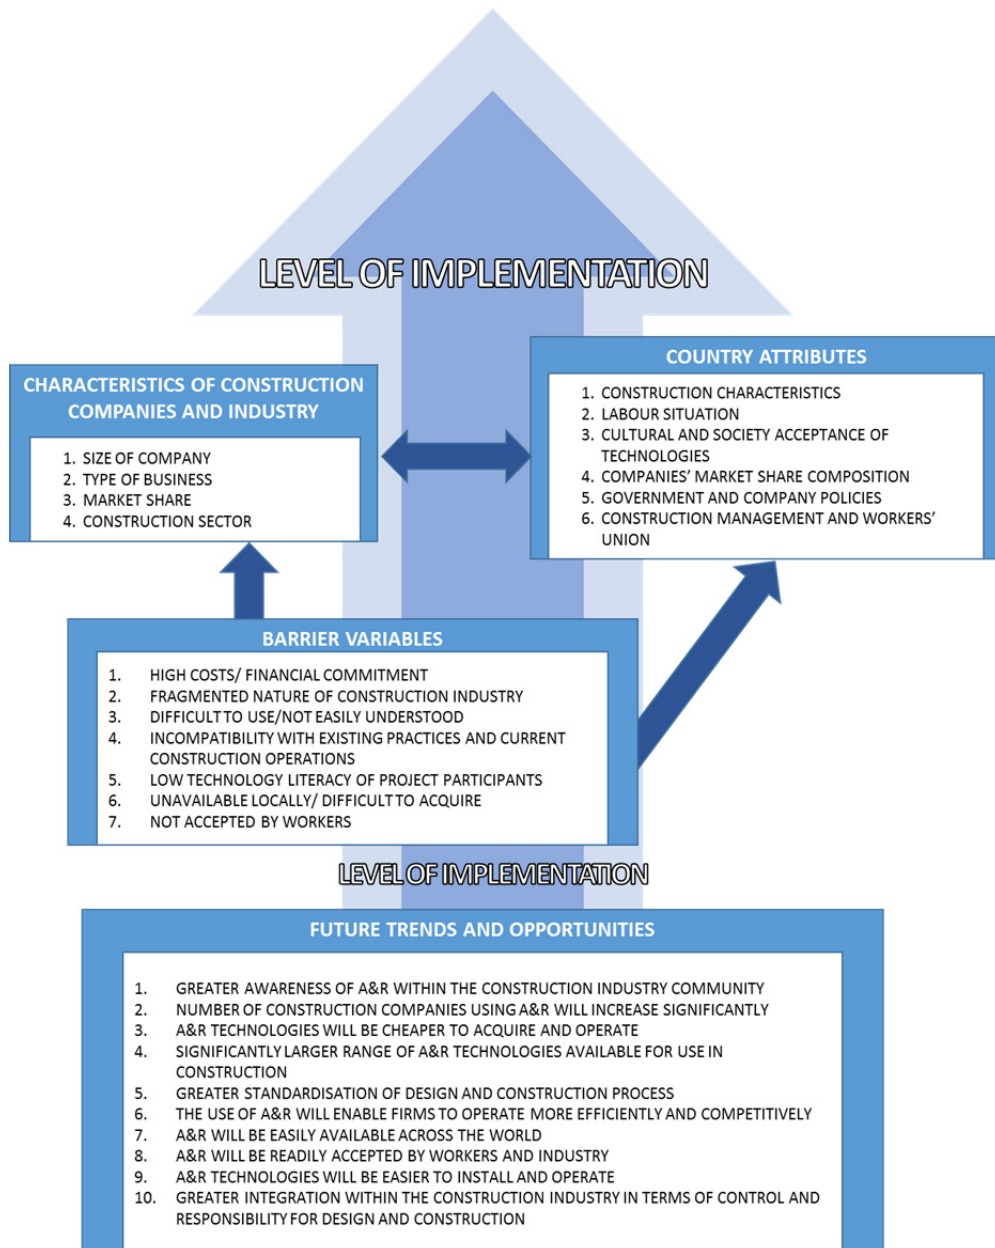 LEVEL OF IMPLEMENTATION
CHARACTERISTICS OF CONSTRUCTION
COMPANIES AND INDUSTRY
1. SIZE OF COMPANY
2. TYPE OF BUSINESS
3. MARKET SHARE
4. CONSTRUCTION SECTOR
COUNTRY ATTRIBUTES
1. CONSTRUCTION CHARACTERISTICS
2. LABOUR SITUATION
3. CULTURAL AND SOCIETY ACCEPTANCE OF
TECHNOLOGIES
4. COMPANIES’ MARKET SHARE COMPOSITION
5. GOVERNMENT AND COMPANY POLICIES
6. CONSTRUCTION MANAGEMENT AND WORKERS’
UNION
BARRIER VARIABLES
1. HIGH COSTS/ FINANCIAL COMMITMENT
2. FRAGMENTED NATURE OF CONSTRUCTION INDUSTRY
3. DIFFICULT TO USE/NOT EASILY UNDERSTOOD
4. INCOMPATIBILITY WITH EXISTING PRACTICES AND CURRENT
CONSTRUCTION OPERATIONS
5. LOW TECHNOLOGY LITERACY OF PROJECT PARTICIPANTS
6. UNAVAILABLE LOCALLY/ DIFFICULT TO ACQUIRE
7. NOT ACCEPTED BY WORKERS
LEVEL OF IMPLEMENTATION
FUTURE TRENDS AND OPPORTUNITIES
1. GREATER AWARENESS OF A&R WITHIN THE CONSTRUCTION INDUSTRY COMMUNITY
2. NUMBER OF CONSTRUCTION COMPANIES USING A&R WILL INCREASE SIGNIFICANTLY
3. A&R TECHNOLOGIES WILL BE CHEAPER TO ACQUIRE AND OPERATE
4. SIGNIFICANTLY LARGER RANGE OF A&R TECHNOLOGIES AVAILABLE FOR USE IN
CONSTRUCTION
5. GREATER STANDARDISATION OF DESIGN AND CONSTRUCTION PROCESS
6. THE USE OF A&R WILL ENABLE FIRMS TO OPERATE MORE EFFICIENTLY AND COMPETITIVELY
7. A&R WILL BE EASILY AVAILABLE ACROSS THE WORLD
8. A&R WILL BE READILY ACCEPTED BY WORKERS AND INDUSTRY
9. A&R TECHNOLOGIES WILL BE EASIER TO INSTALL AND OPERATE
10. GREATER INTEGRATION WITHIN THE CONSTRUCTION INDUSTRY IN TERMS OF CONTROL AND
RESPONSIBILITY FOR DESIGN AND CONSTRUCTION